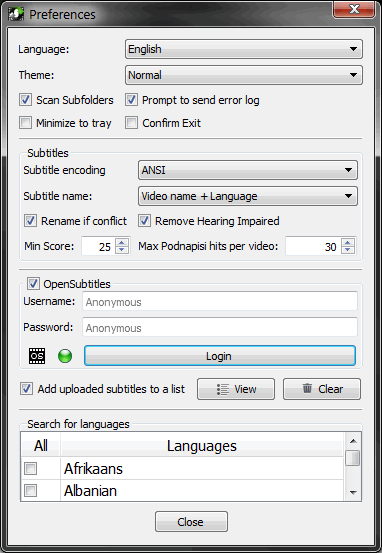 Preferences
Language: English
Theme: Normal
Scan Subfolders Prompt to send error log
Minimize to tray Confirm Exit
Subtitles
Subtitle encoding ANSI
Subtitle name: Video name + Language
Rename if conflict Remove Hearing Impaired
Min Score: 25 Max Podnapisi hits per video: 30
OpenSubtitles
Username: Anonymous
Password: Anonymous
OS Login
Add uploaded subtitles to a list View Clear
Search for languages
All Languages
Afrikaans
Albanian
Close